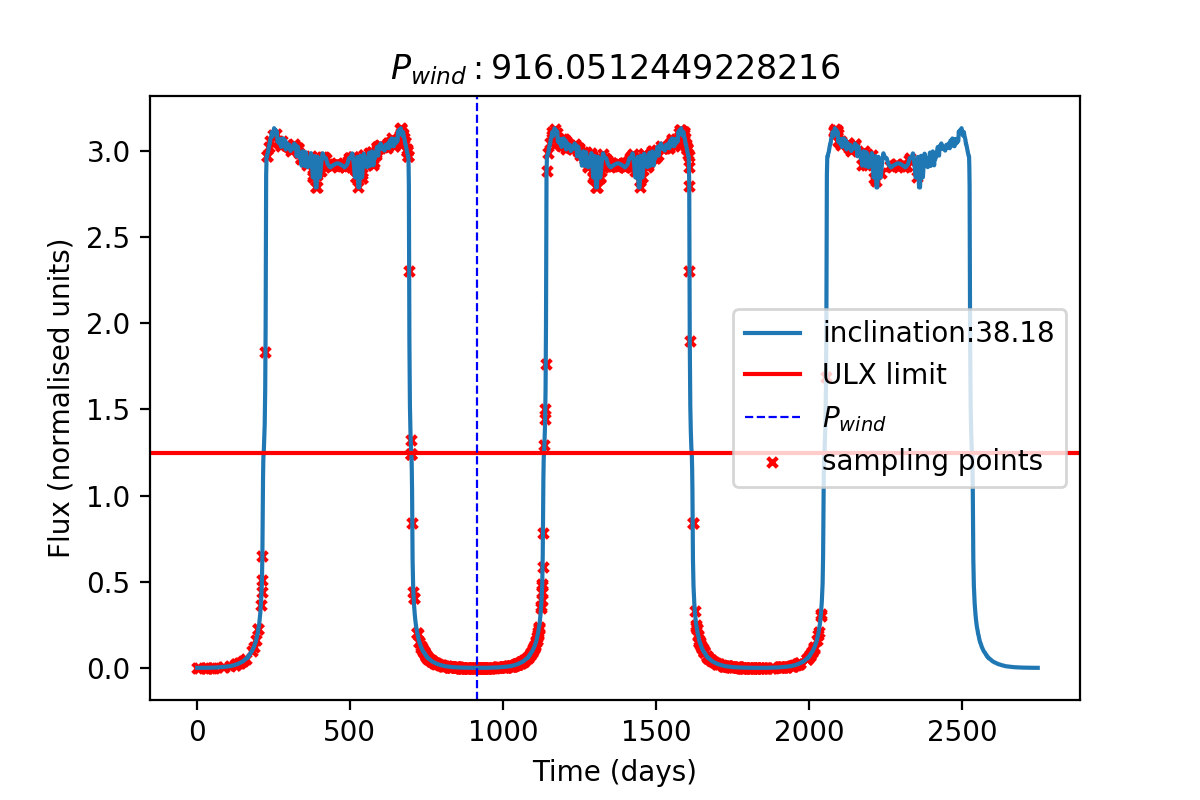 P_wind : 916.0512449228216
3.0
2.5
2.0
1.5
1.0
0.5
0.0
Flux (normalised units)
inclination:38.18
ULX limit
P_wind
sampling points
0 500 1000 1500 2000 2500
Time (days)